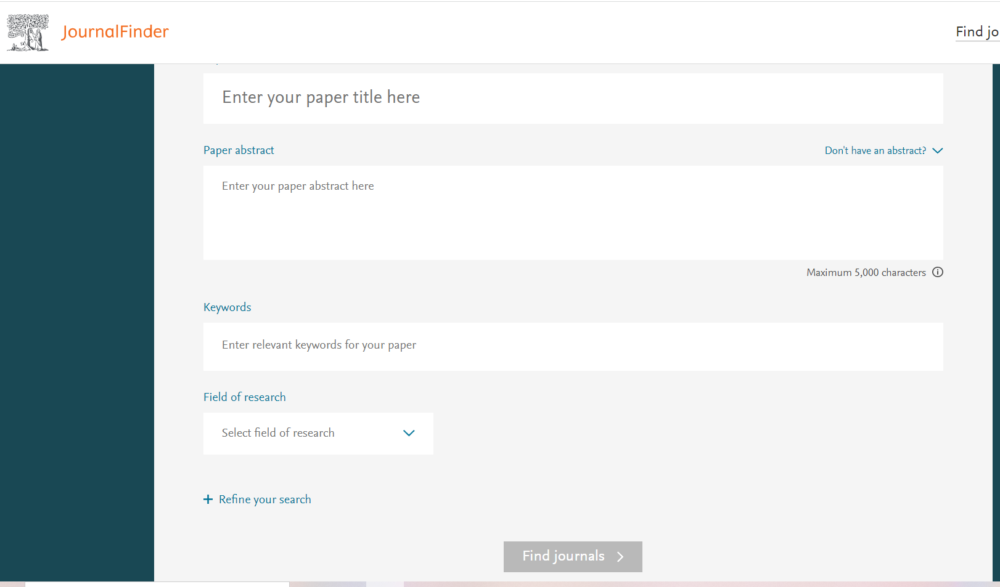 JournalFinder
Find jo
Enter your paper title here
Paper abstract
Don't have an abstract?
Enter your paper abstract here
Maximum 5,000 characters
Keywords
Enter relevant keywords for your paper
Field of research
Select field of research
Refine your search
Find journals